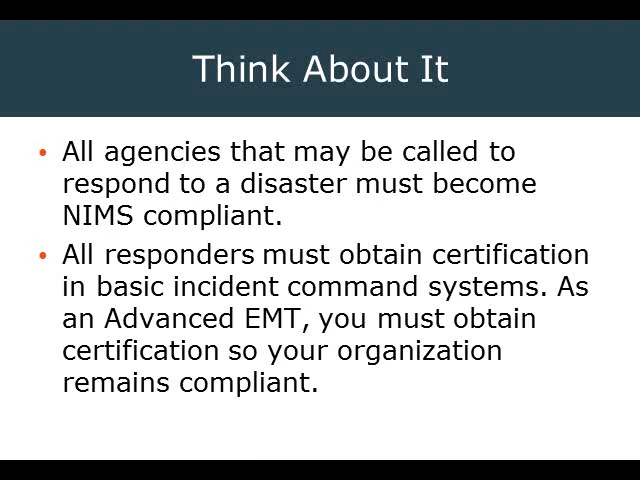 Think About It
• All agencies that may be called to
respond to a disaster must become
NIMS compliant.
• All responders must obtain certification
in basic incident command systems. As
an Advanced EMT, you must obtain
certification so your organization
remains compliant.